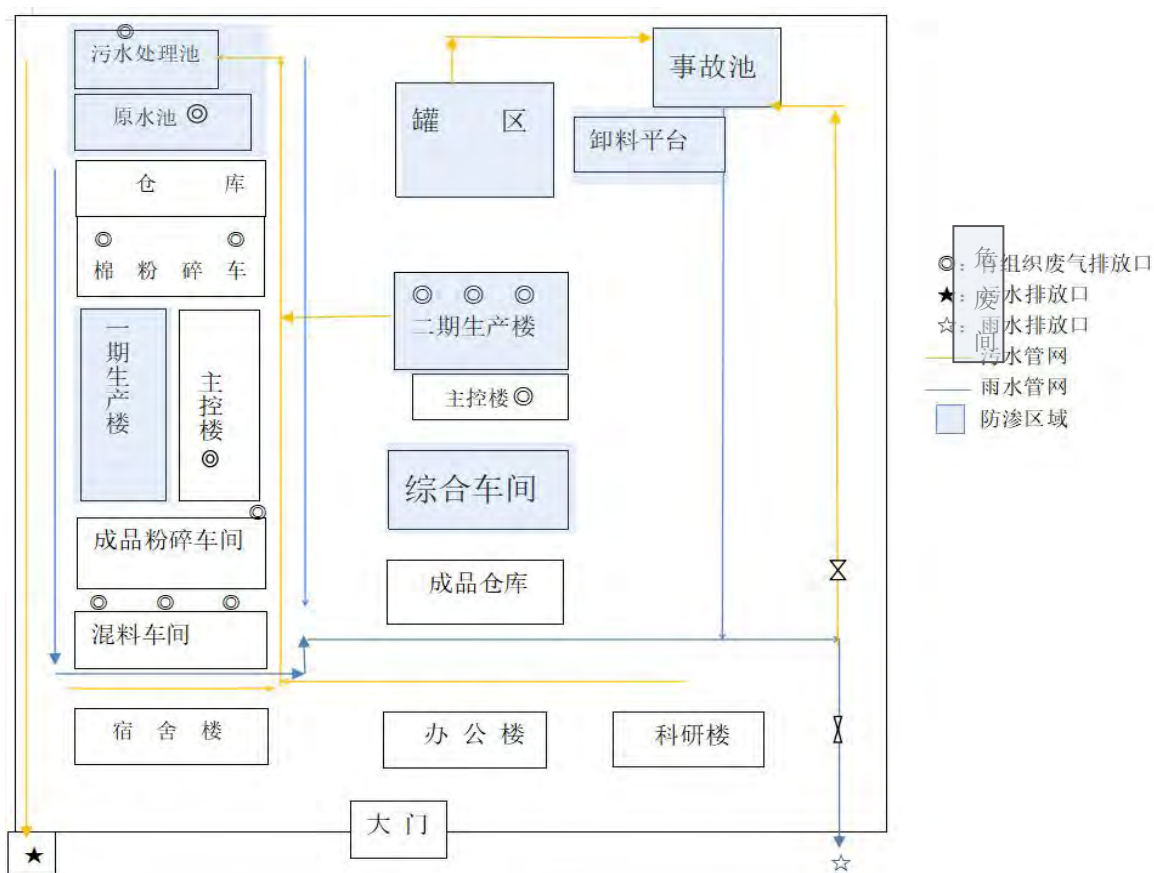 污水处理池
原水池
仓 库
棉 粉 碎 车
一期生产楼
主控楼
成品粉碎车间
混料车间
宿 舍 楼
罐 区
事故池
卸料平台
二期生产楼
主控楼
综合车间
成品仓库
办 公 楼
科研楼
大 门
危废间
组织废气排放口
水排放口
雨水排放口
污水管网
雨水管网
防渗区域